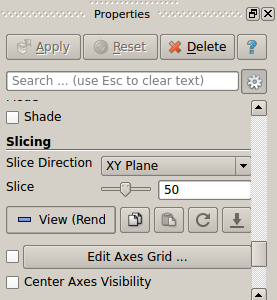 Properties
Apply Reset Delete ?
Search ... (use Esc to clear text)
Shade
Slicing
Slice Direction XY Plane
Slice 50
View (Rend
Edit Axes Grid ...
Center Axes Visibility